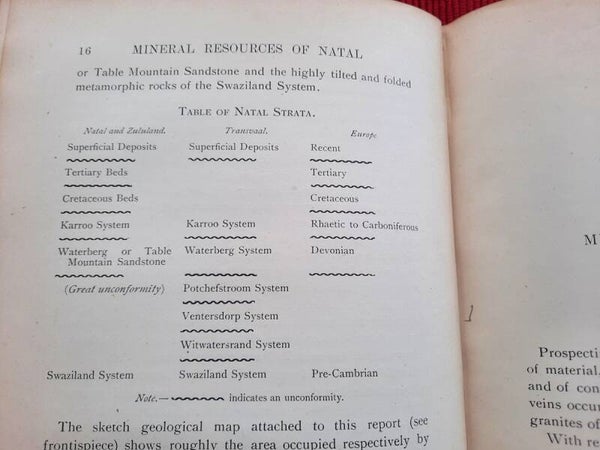 16 MINERAL RESOURCES OF NATAL
or Table Mountain Sandstone and the highly tilted and folded
metamorphic rocks of the Swaziland System.
TABLE OF NATAL STRATA.
Natal and Zululand. Transvaal. Europe
Superficial Deposits Superficial Deposits Recent
Tertiary Beds Tertiary
Cretaceous Beds Cretaceous
Karroo System Karroo System Rhaetic to Carboniferous
Waterberg or Table Waterberg System Devonian
Mountain Sandstone
(Great unconformity) Potchefstroom System
Ventersdorp System
Witwatersrand System
Swaziland System Swaziland System Pre-Cambrian
Note.— indicates an unconformity.
The sketch geological map attached to this report (see
frontispiece) shows roughly the area occupied respectively by
Prospecti
of material.
and of con
veins occur
granites of
With re